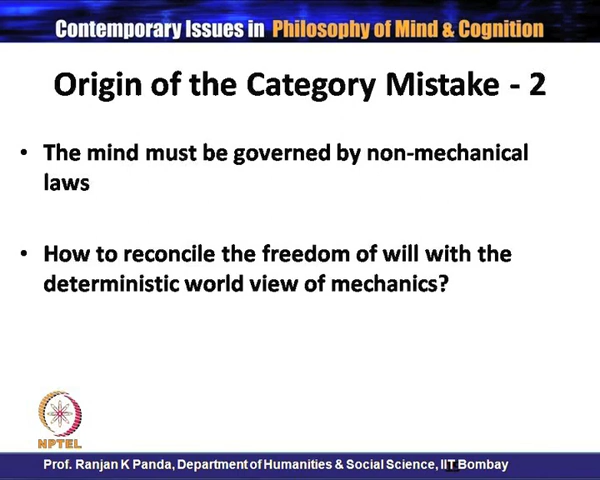 Contemporary Issues in Philosophy of Mind & Cognition
Origin of the Category Mistake - 2
• The mind must be governed by non-mechanical
laws
• How to reconcile the freedom of will with the
deterministic world view of mechanics?
NPTEL
Prof. Ranjan K Panda, Department of Humanities & Social Science, IIT Bombay